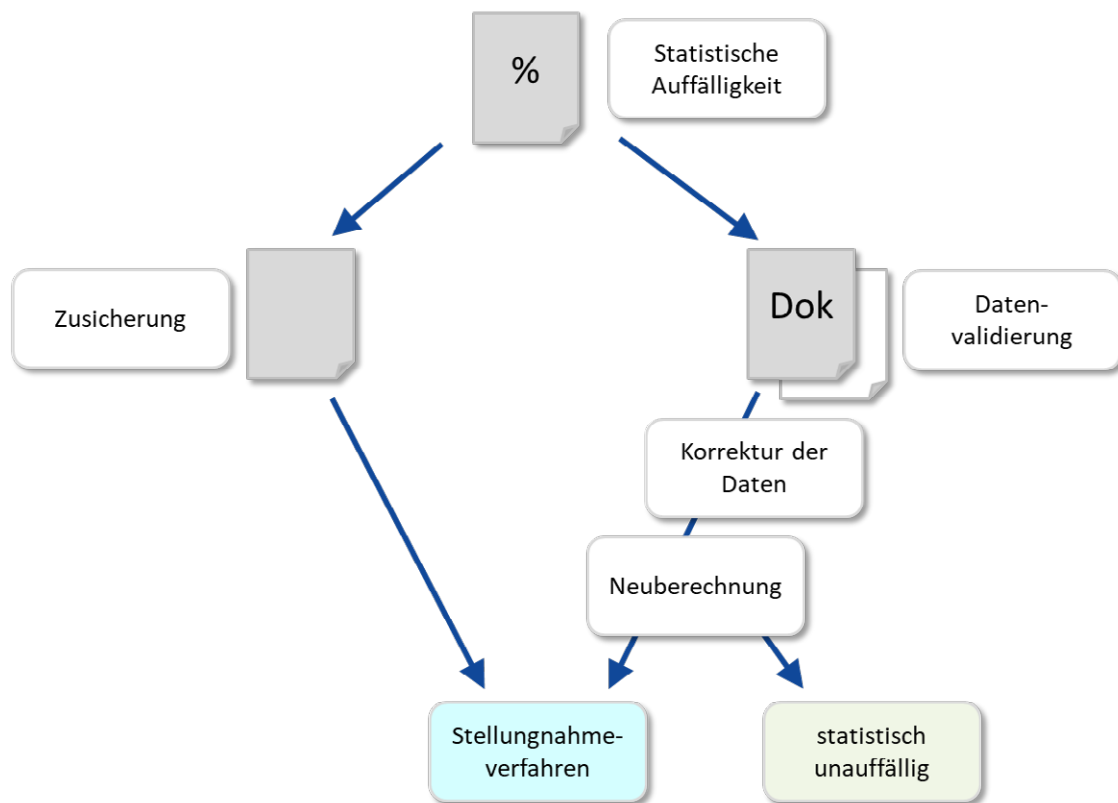 %
Statistische
Auffälligkeit
Zusicherung
Dok
Daten-
validierung
Korrektur der
Daten
Neuberechnung
Stellungnahme-
verfahren
statistisch
unauffällig